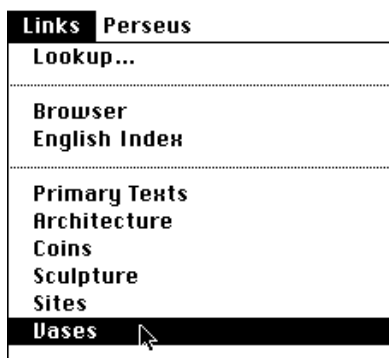 Links Perseus
Lookup...
Browser
English Index
Primary Texts
Architecture
Coins
Sculpture
Sites
Vases